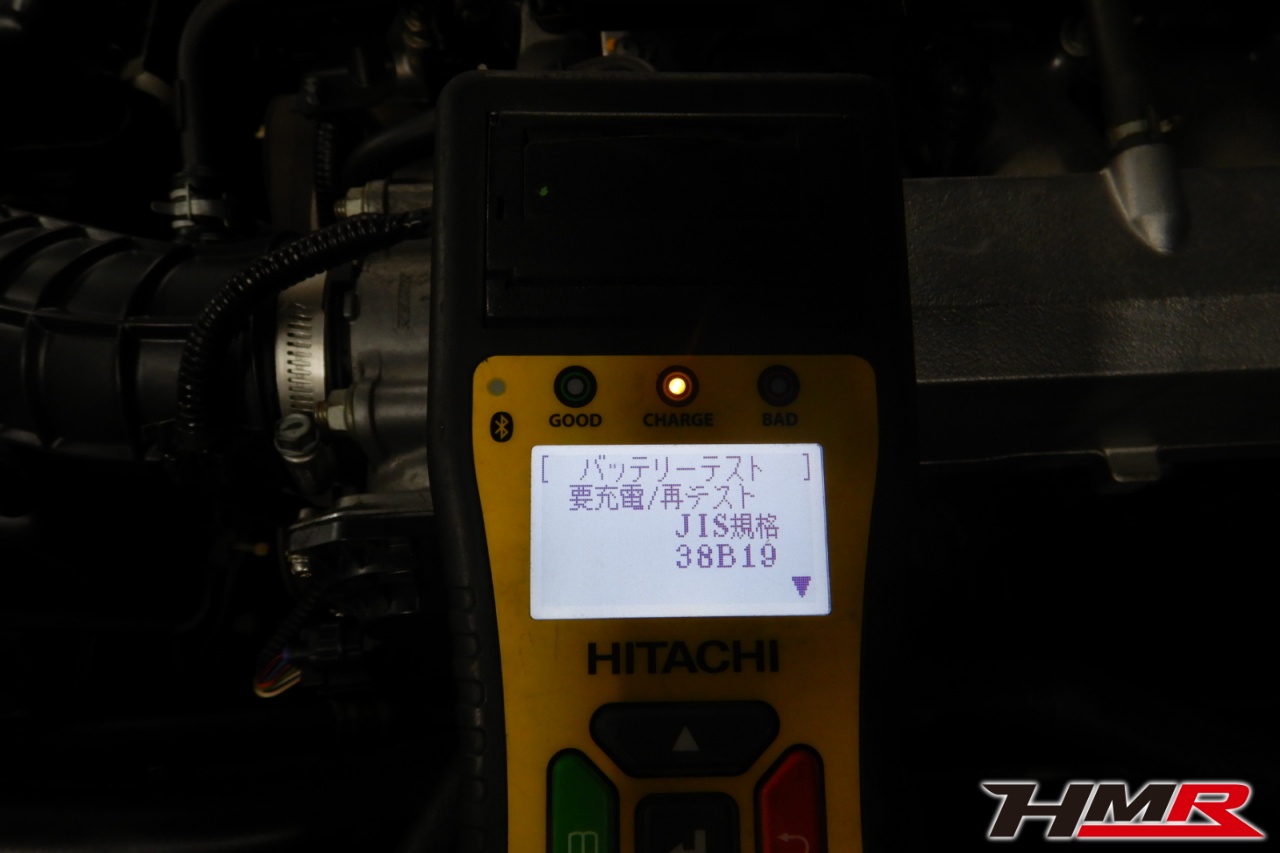 GOOD CHARGE BAD
[ バッテリーテスト ]
要充電/再テスト
JIS規格
38B19
HITACHI
HMR